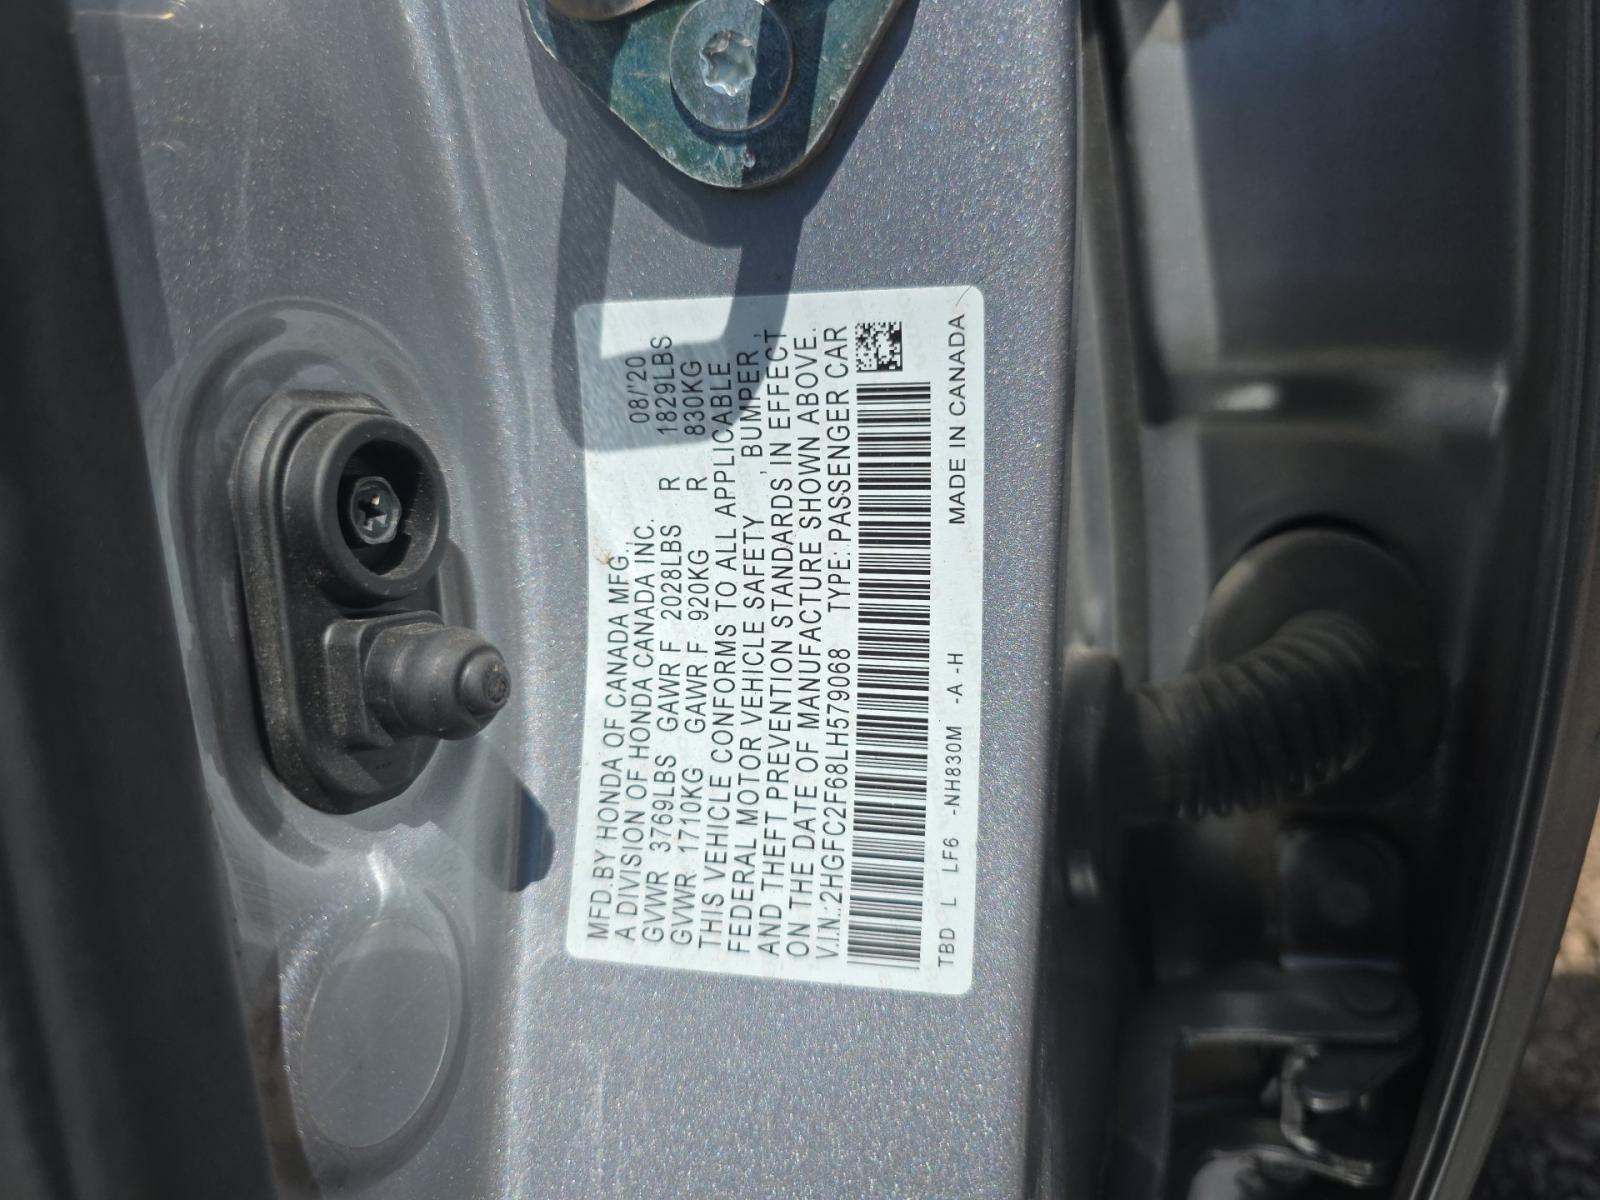 MFD.BY HONDA OF CANADA MFG., 08/'20
A DIVISION OF HONDA CANADA INC.
GVWR 3769LBS GAWR F 2028LBS R 1829LBS
GVWR 1710KG GAWR F 920KG R 830KG
THIS VEHICLE CONFORMS TO ALL APPLICABLE
FEDERAL MOTOR VEHICLE SAFETY , BUMPER ,
AND THEFT PREVENTION STANDARDS IN EFFECT,
ON THE DATE OF MANUFACTURE SHOWN ABOVE.
V.I.N.:2HGFC2F68LH579068 TYPE: PASSENGER CAR
TBD L LF6 -NH830M -A -H MADE IN CANADA